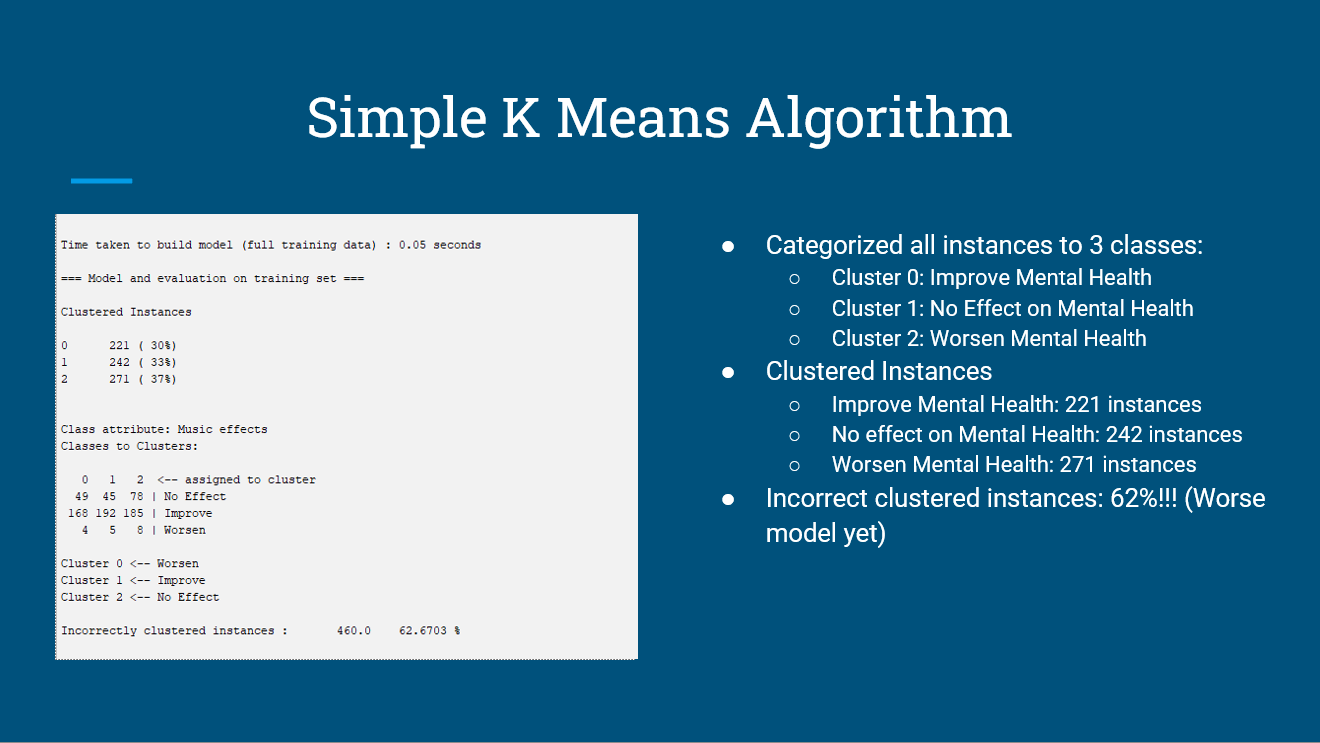 Simple K Means Algorithm
Time taken to build model (full training data) : 0.05 seconds
=== Model and evaluation on training set ===
Clustered Instances
0      221 ( 30%)
1      242 ( 33%)
2      271 ( 37%)
Class attribute: Music effects
Classes to Clusters:
   0   1   2  <-- assigned to cluster
  49  45  78 | No Effect
 168 192 185 | Improve
   4   5   8 | Worsen
Cluster 0 <-- Worsen
Cluster 1 <-- Improve
Cluster 2 <-- No Effect
Incorrectly clustered instances :       460.0    62.6703 %
● Categorized all instances to 3 classes:
○ Cluster 0: Improve Mental Health
○ Cluster 1: No Effect on Mental Health
○ Cluster 2: Worsen Mental Health
● Clustered Instances
○ Improve Mental Health: 221 instances
○ No effect on Mental Health: 242 instances
○ Worsen Mental Health: 271 instances
● Incorrect clustered instances: 62%!!! (Worse
model yet)